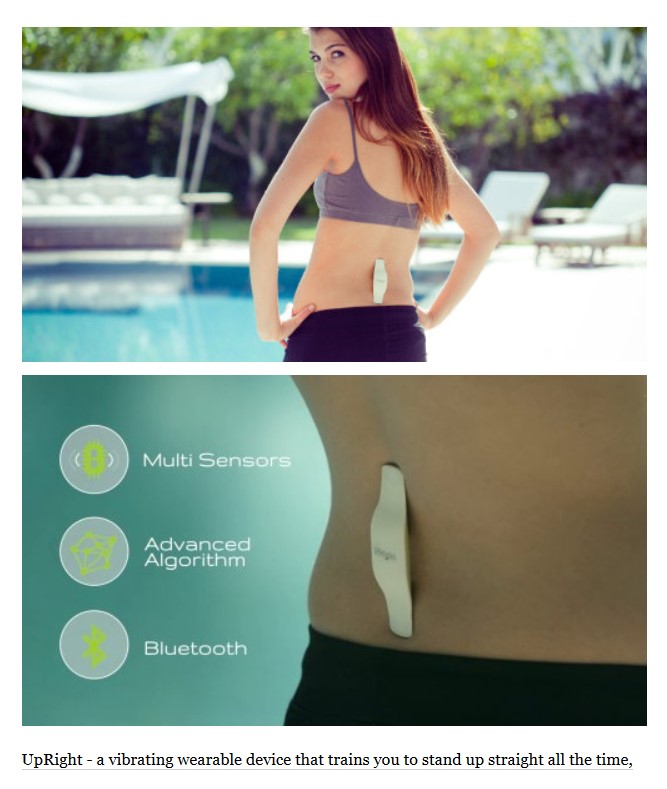 Multi Sensors
Advanced
Algorithm
Bluetooth
UpRight - a vibrating wearable device that trains you to stand up straight all the time,